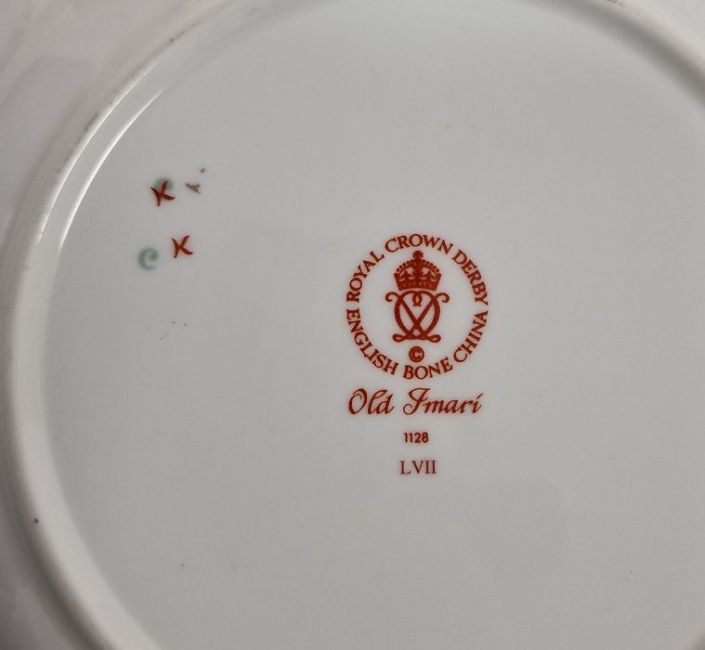 ROYAL CROWN DERBY
ENGLISH BONE CHINA
©
Old Imari
1128
LVII
K
C K